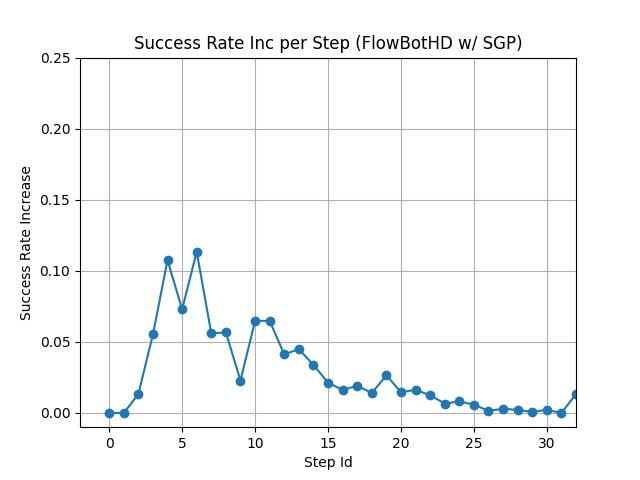 Success Rate Inc per Step (FlowBotHD w/ SGP)
0.25
0.20
0.15
0.10
0.05
0.00
Success Rate Increase
0 5 10 15 20 25 30
Step Id